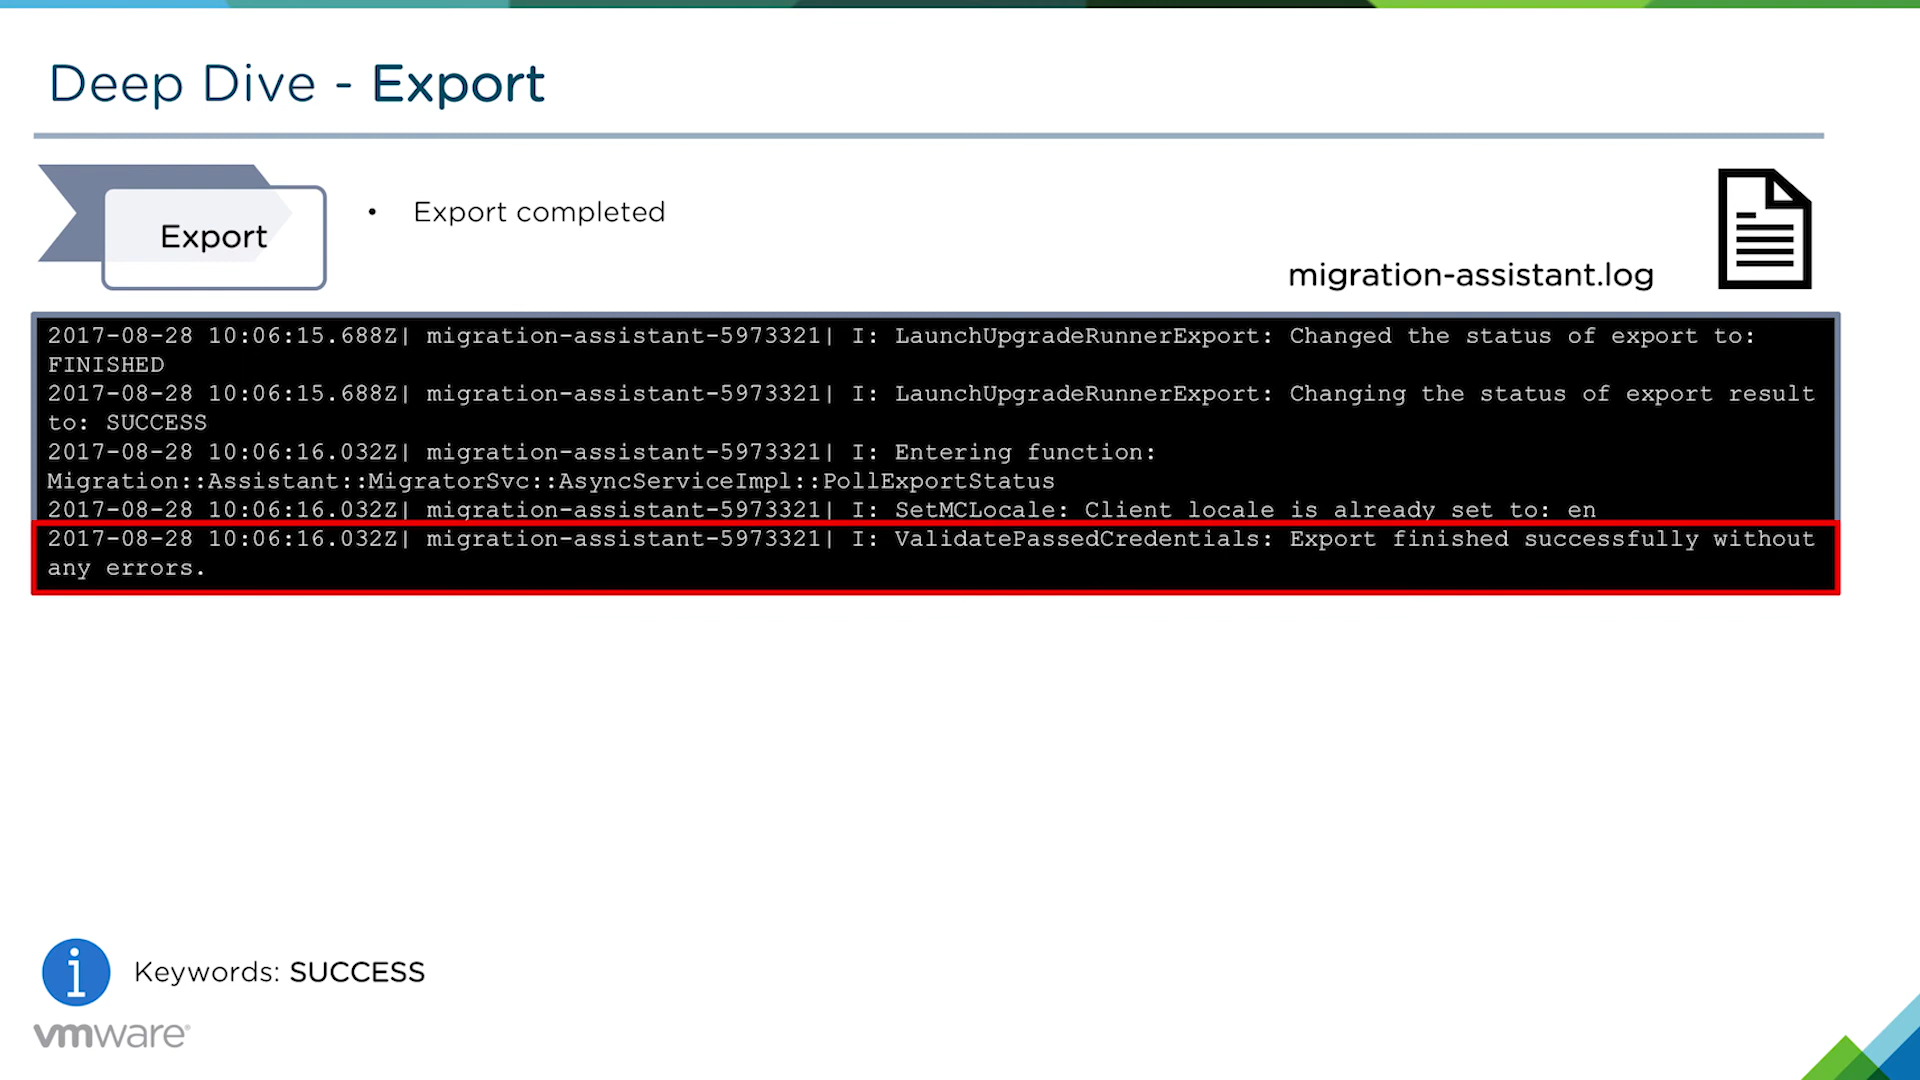 Deep Dive - Export
Export
• Export completed
migration-assistant.log
2017-08-28 10:06:15.688Z| migration-assistant-5973321| I: LaunchUpgradeRunnerExport: Changed the status of export to:
FINISHED
2017-08-28 10:06:15.688Z| migration-assistant-5973321| I: LaunchUpgradeRunnerExport: Changing the status of export result
to: SUCCESS
2017-08-28 10:06:16.032Z| migration-assistant-5973321| I: Entering function:
Migration::Assistant::MigratorSvc::AsyncServiceImpl::PollExportStatus
2017-08-28 10:06:16.032Z| migration-assistant-5973321| I: SetMCLocale: Client locale is already set to: en
2017-08-28 10:06:16.032Z| migration-assistant-5973321| I: ValidatePassedCredentials: Export finished successfully without
any errors.
Keywords: SUCCESS
vmware®